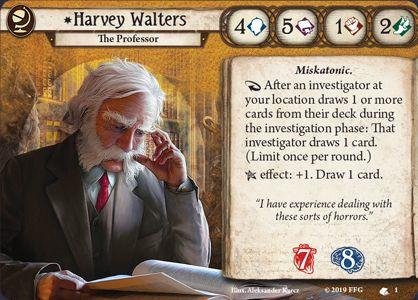 Harvey Walters
The Professor
4 5 1 2
Miskatonic.
After an investigator at
your location draws 1 or more
cards from their deck during
the investigation phase: That
investigator draws 1 card.
(Limit once per round.)
effect: +1. Draw 1 card.
"I have experience dealing with
these sorts of horrors."
7 8
Illus. Aleksander Karcz
© 2019 FFG
1